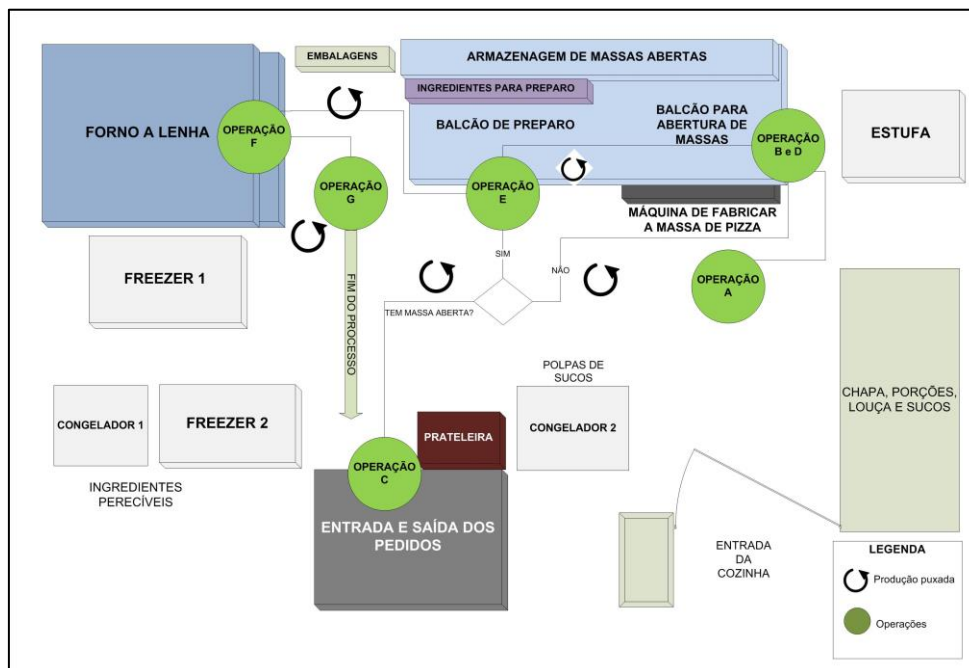 EMBALAGENS
ARMAZENAGEM DE MASSAS ABERTAS
INGREDIENTES PARA PREPARO
FORNO A LENHA
OPERAÇÃO
F
BALCÃO DE PREPARO
BALCÃO PARA
ABERTURA DE
MASSAS
OPERAÇÃO
B e D
ESTUFA
OPERAÇÃO
G
OPERAÇÃO
E
MÁQUINA DE FABRICAR
A MASSA DE PIZZA
FREEZER 1
SIM
NÃO
OPERAÇÃO
A
TEM MASSA ABERTA?
FIM DO PROCESSO
POLPAS DE
SUCOS
CHAPA, PORÇÕES,
LOUÇA E SUCOS
CONGELADOR 1
FREEZER 2
PRATELEIRA
CONGELADOR 2
INGREDIENTES
PERECÍVEIS
OPERAÇÃO
C
ENTRADA E SAÍDA DOS
PEDIDOS
ENTRADA
DA
COZINHA
LEGENDA
Produção puxada
Operações